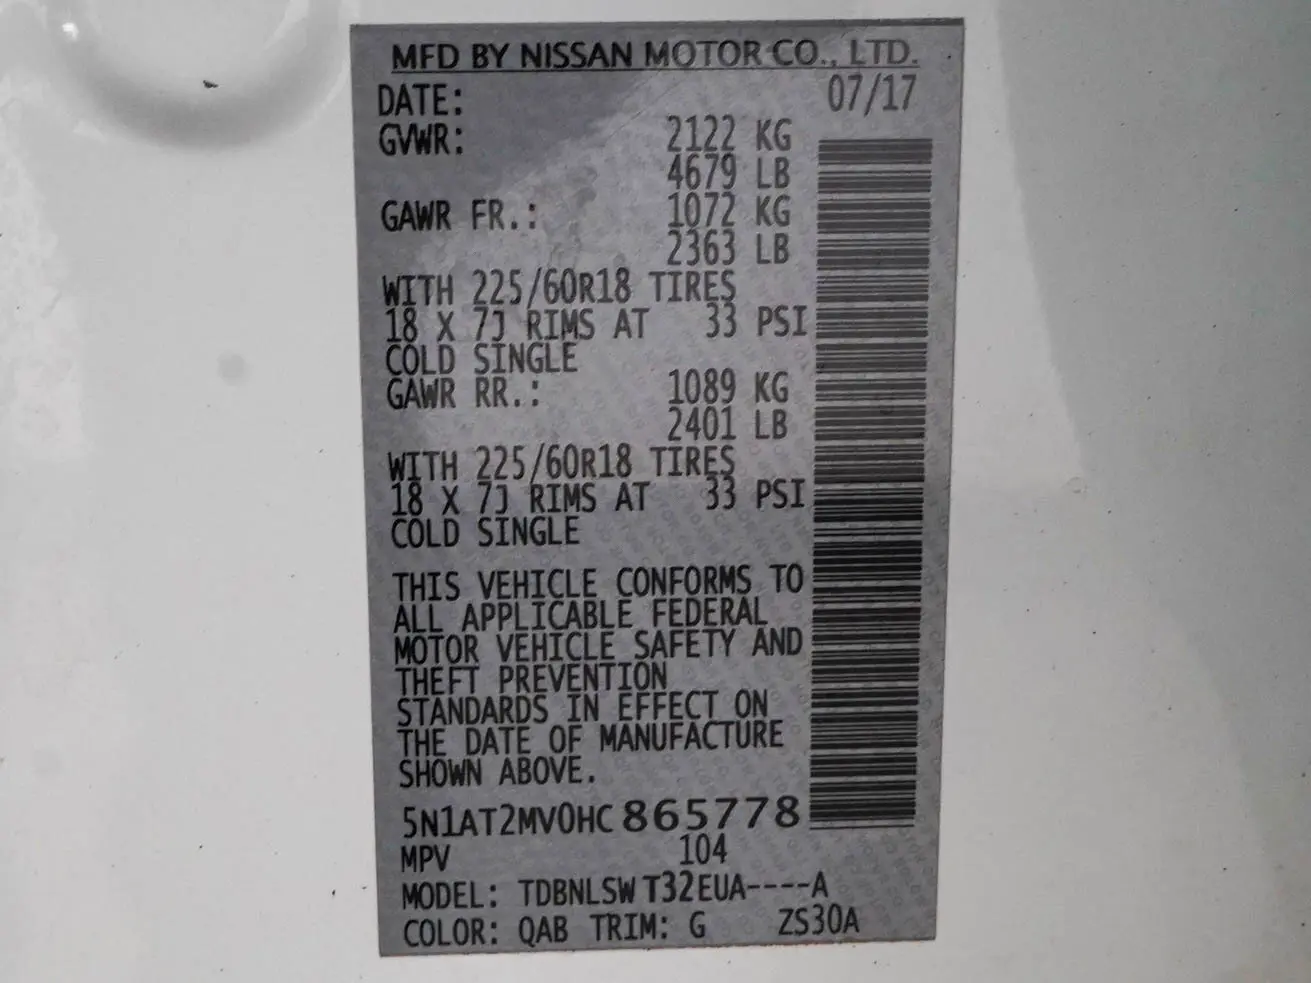 MFD BY NISSAN MOTOR CO., LTD.
DATE: 07/17
GVWR: 2122 KG
4679 LB
GAWR FR.: 1072 KG
2363 LB
WITH 225/60R18 TIRES
18 X 7J RIMS AT 33 PSI
COLD SINGLE
GAWR RR.: 1089 KG
2401 LB
WITH 225/60R18 TIRES
18 X 7J RIMS AT 33 PSI
COLD SINGLE
THIS VEHICLE CONFORMS TO
ALL APPLICABLE FEDERAL
MOTOR VEHICLE SAFETY AND
THEFT PREVENTION
STANDARDS IN EFFECT ON
THE DATE OF MANUFACTURE
SHOWN ABOVE.
5N1AT2MV0HC865778
MPV 104
MODEL: TDBNLSW T32EUA----A
COLOR: QAB TRIM: G ZS30A